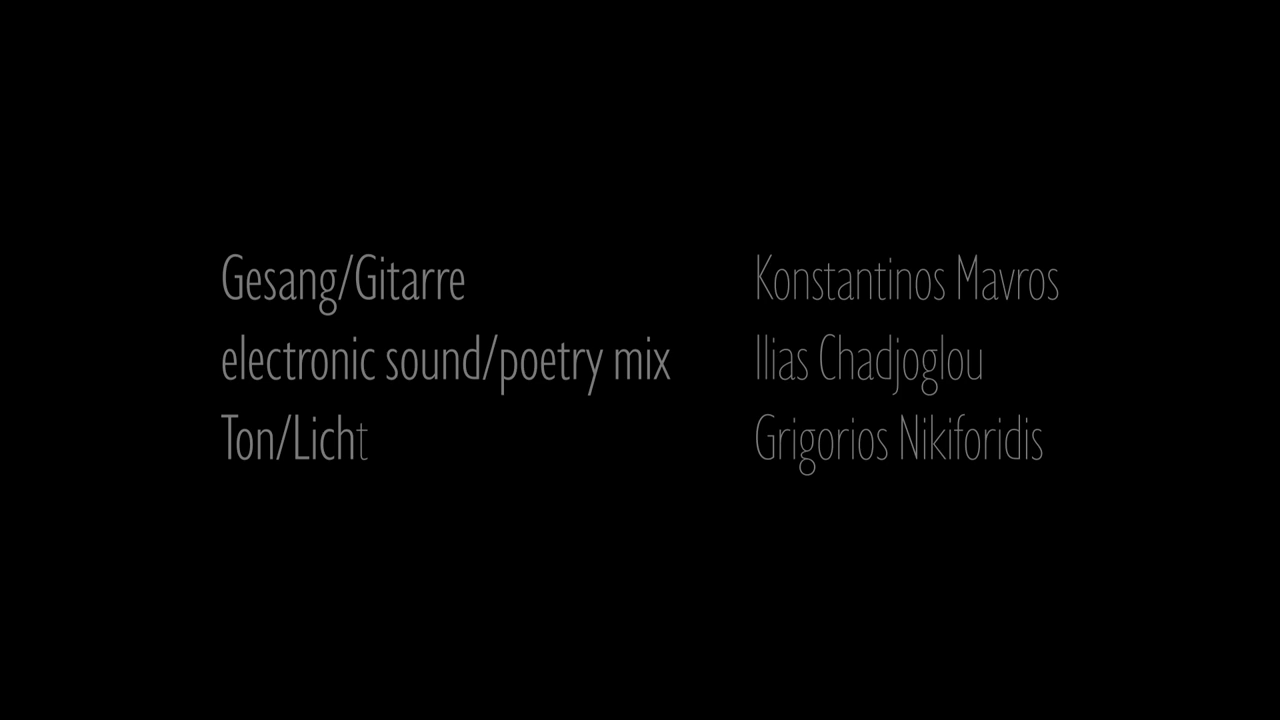 Gesang/Gitarre Konstantinos Mavros
electronic sound/poetry mix Ilias Chadjoglou
Ton/Licht Grigorios Nikiforidis